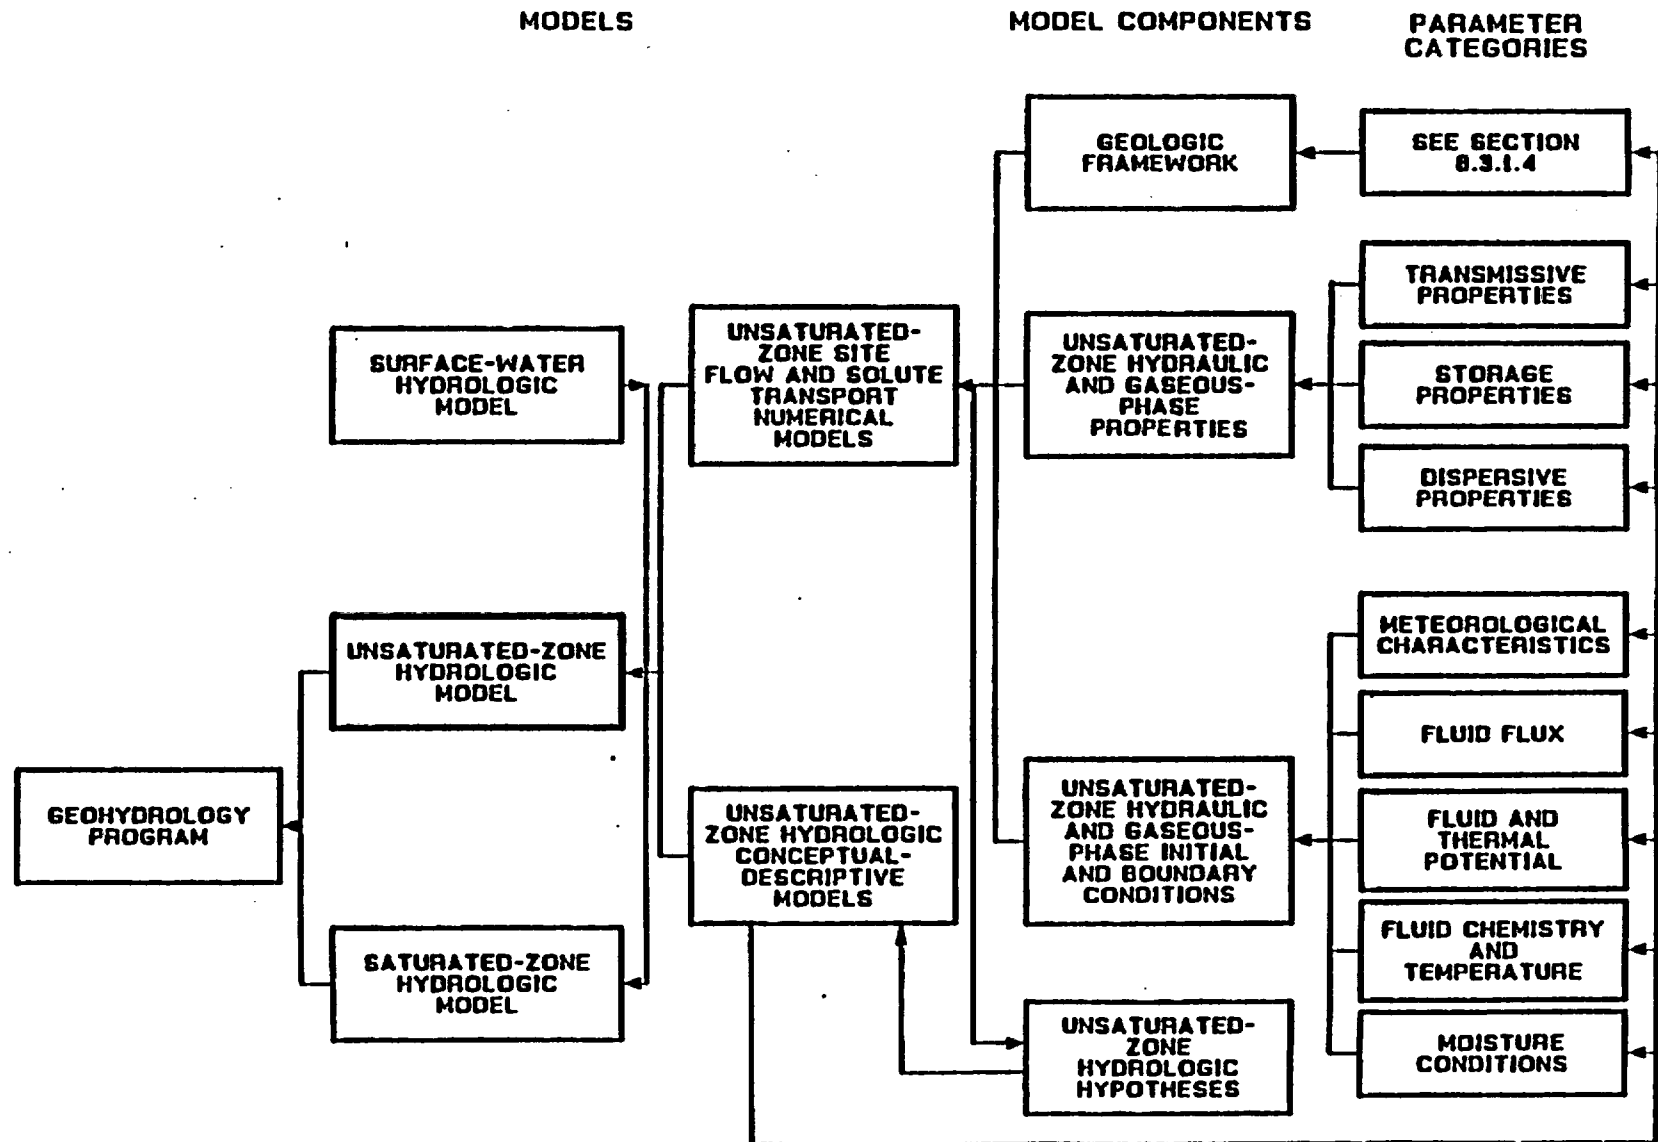 MODELS
MODEL COMPONENTS
PARAMETER
CATEGORIES
GEOLOGIC
FRAMEWORK
SEE SECTION
8.3.1.4
TRANSMISSIVE
PROPERTIES
SURFACE-WATER
HYDROLOGIC
MODEL
UNSATURATED-
ZONE SITE
FLOW AND SOLUTE
TRANSPORT
NUMERICAL
MODELS
UNSATURATED-
ZONE HYDRAULIC
AND GASEOUS-
PHASE
PROPERTIES
STORAGE
PROPERTIES
DISPERSIVE
PROPERTIES
METEOROLOGICAL
CHARACTERISTICS
UNSATURATED-ZONE
HYDROLOGIC
MODEL
FLUID FLUX
GEOHYDROLOGY
PROGRAM
UNSATURATED-
ZONE HYDROLOGIC
CONCEPTUAL-
DESCRIPTIVE
MODELS
UNSATURATED-
ZONE HYDRAULIC
AND GASEOUS-
PHASE INITIAL
AND BOUNDARY
CONDITIONS
FLUID AND
THERMAL
POTENTIAL
FLUID CHEMISTRY
AND
TEMPERATURE
SATURATED-ZONE
HYDROLOGIC
MODEL
UNSATURATED-
ZONE
HYDROLOGIC
HYPOTHESES
MOISTURE
CONDITIONS